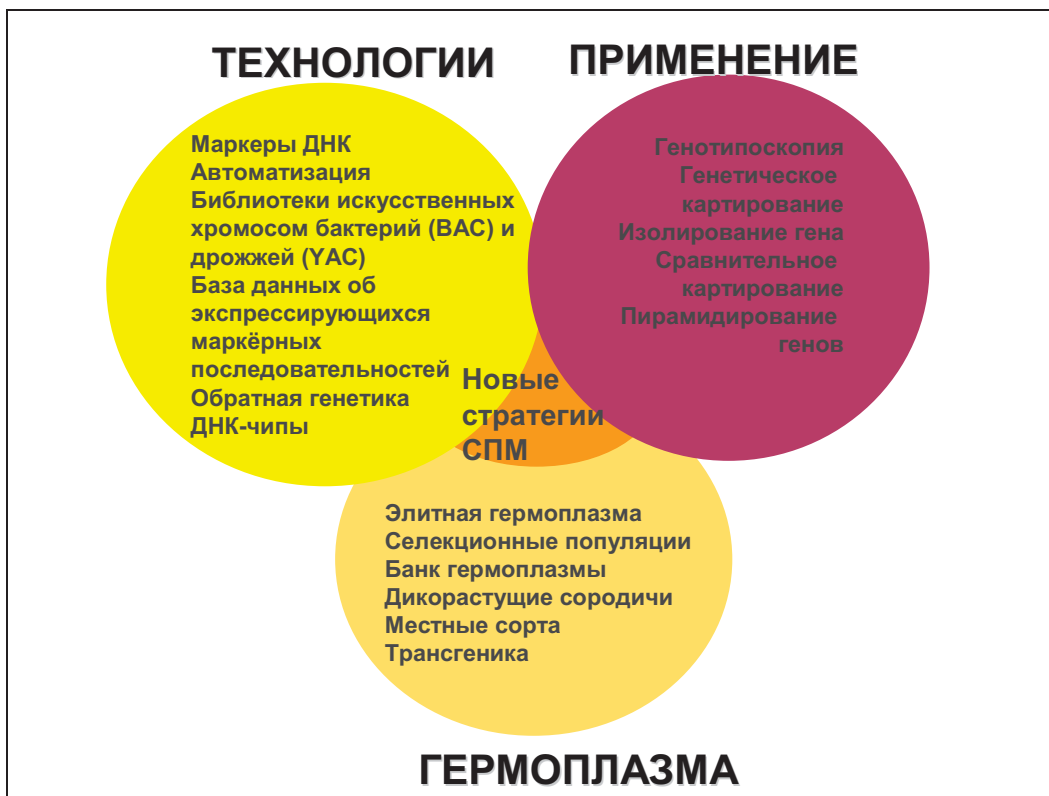 ТЕХНОЛОГИИ
ПРИМЕНЕНИЕ
Маркеры ДНК
Автоматизация
Библиотеки искусственных
хромосом бактерий (BAC) и
дрожжей (YAC)
База данных об
экспрессирующихся
маркёрных
последовательностей
Обратная генетика
ДНК-чипы
Генотипоскопия
Генетическое
картирование
Изолирование гена
Сравнительное
картирование
Пирамидирование
генов
Новые
стратегии
СПМ
Элитная гермоплазма
Селекционные популяции
Банк гермоплазмы
Дикорастущие сородичи
Местные сорта
Трансгеника
ГЕРМОПЛАЗМА